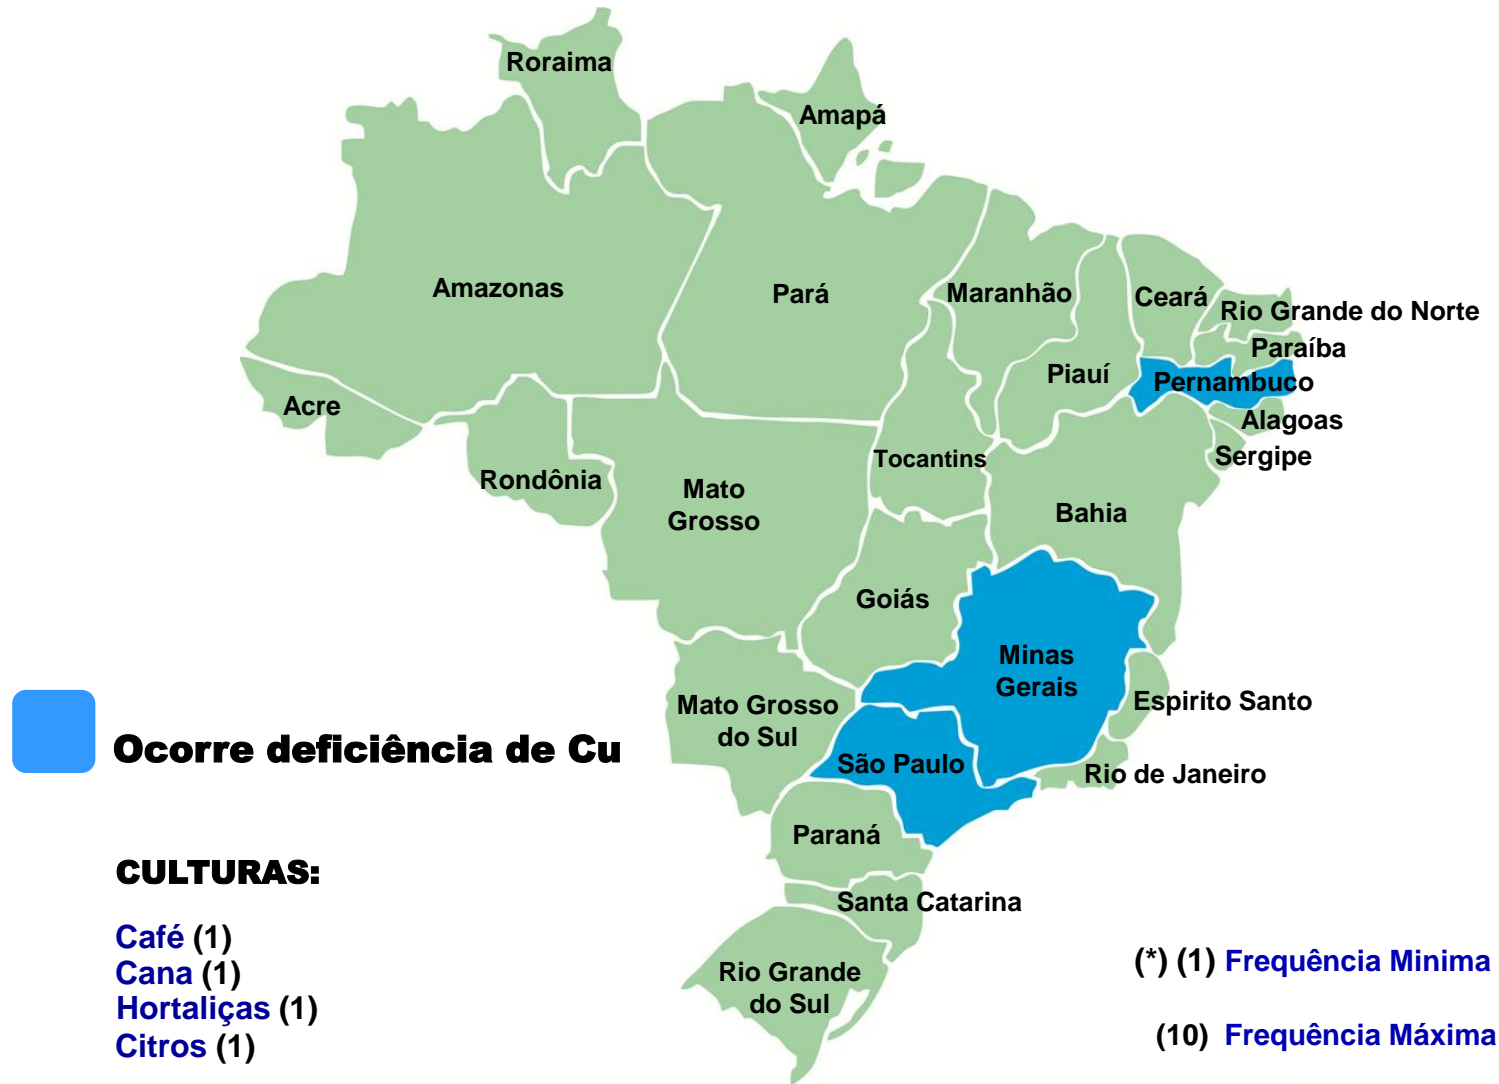 Roraima
Amapá
Amazonas
Pará
Maranhão
Ceará
Rio Grande do Norte
Paraíba
Piauí
Pernambuco
Acre
Alagoas
Sergipe
Tocantins
Rondônia
Mato
Grosso
Bahia
Goiás
Minas
Gerais
Espirito Santo
Mato Grosso
do Sul
São Paulo
Rio de Janeiro
Paraná
Santa Catarina
Rio Grande
do Sul
Ocorre deficiência de Cu
CULTURAS:
Café (1)
Cana (1)
Hortaliças (1)
Citros (1)
(*) (1) Frequência Minima
(10) Frequência Máxima